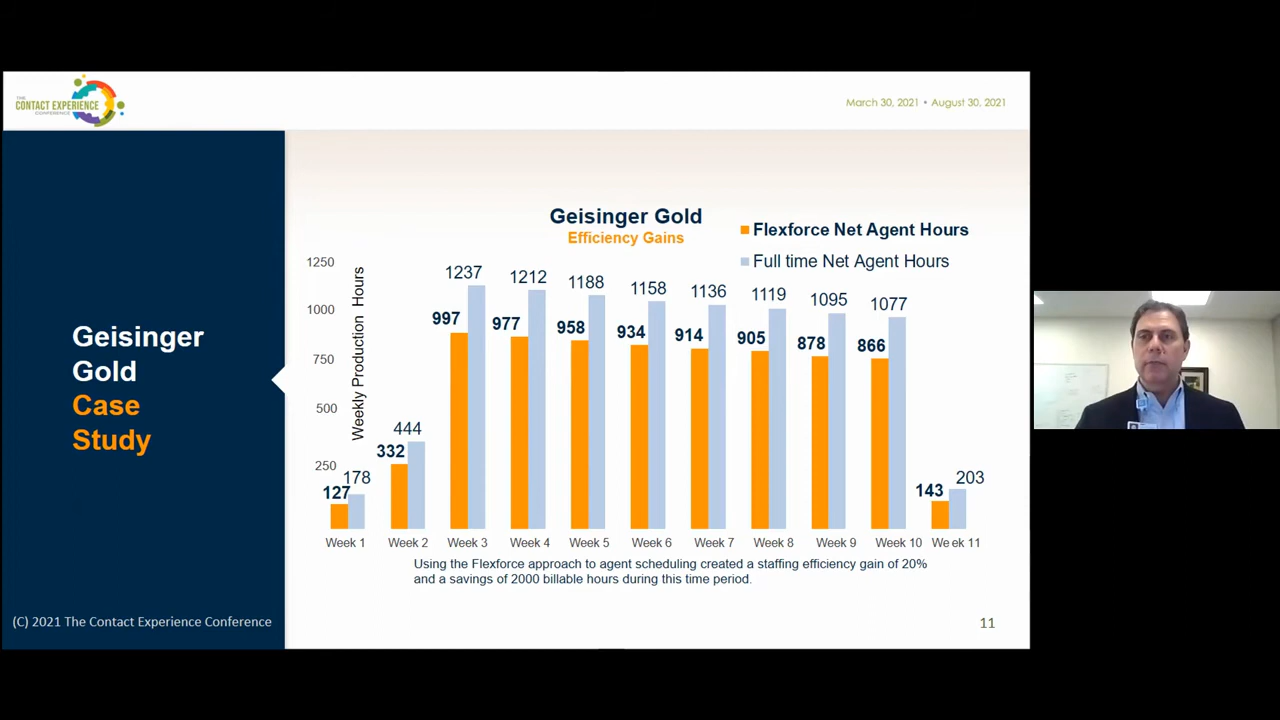 THE
CONTACT EXPERIENCE
CONFERENCE
March 30, 2021 • August 30, 2021
Geisinger
Gold
Case
Study
Geisinger Gold
Efficiency Gains
Flexforce Net Agent Hours
Full time Net Agent Hours
Weekly Production Hours
1250
1000
750
500
250
127
178
332
444
997
1237
977
1212
958
1188
934
1158
914
1136
905
1119
878
1095
866
1077
143
203
Week 1 Week 2 Week 3 Week 4 Week 5 Week 6 Week 7 Week 8 Week 9 Week 10 Week 11
Using the Flexforce approach to agent scheduling created a staffing efficiency gain of 20%
and a savings of 2000 billable hours during this time period.
(C) 2021 The Contact Experience Conference
11